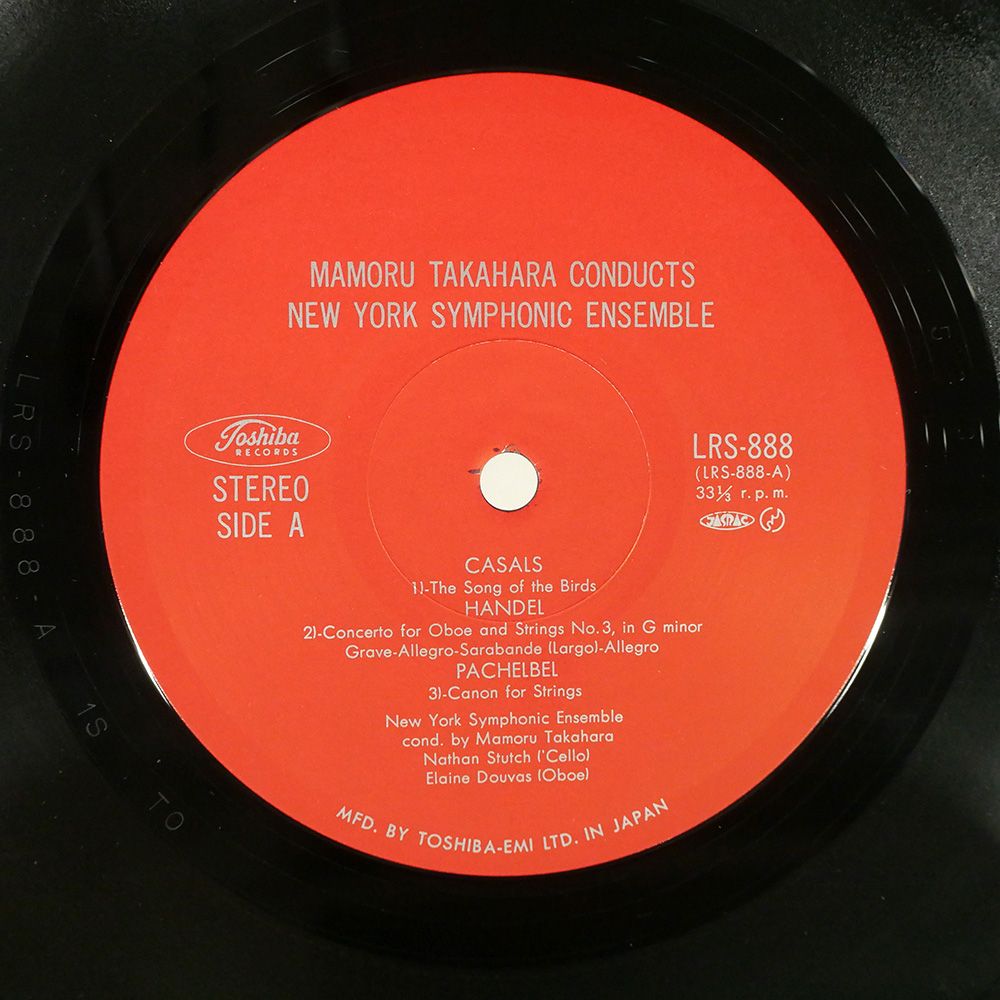 MAMORU TAKAHARA CONDUCTS
NEW YORK SYMPHONIC ENSEMBLE
Toshiba
RECORDS
STEREO
SIDE A
LRS-888
(LRS-888-A)
33⅓ r.p.m.
JASRAC
CASALS
1)-The Song of the Birds
HANDEL
2)-Concerto for Oboe and Strings No.3, in G minor
Grave-Allegro-Sarabande (Largo)-Allegro
PACHELBEL
3)-Canon for Strings
New York Symphonic Ensemble
cond. by Mamoru Takahara
Nathan Stutch ('Cello)
Elaine Douvas (Oboe)
MFD. BY TOSHIBA-EMI LTD. IN JAPAN
LRS-888-A 1S TO